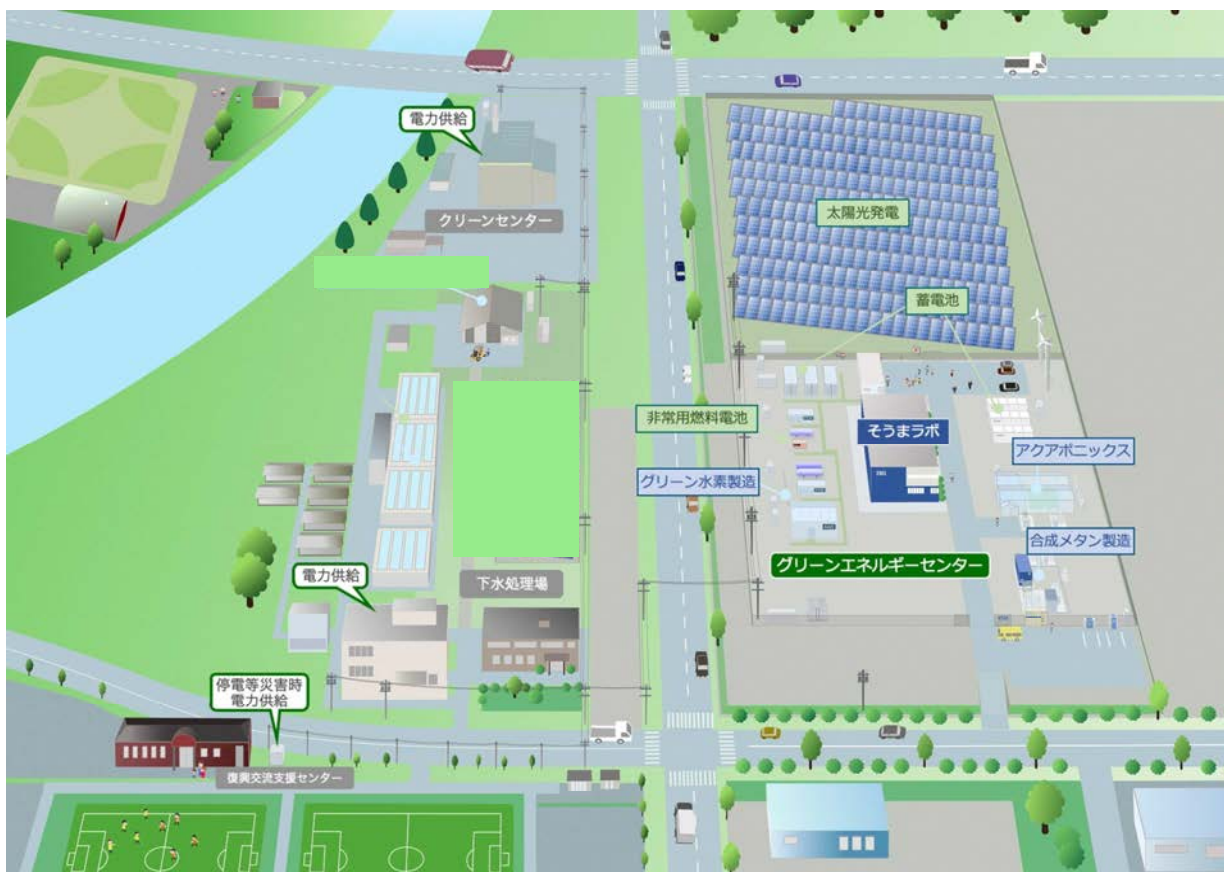 電力供給
クリーンセンター
太陽光発電
蓄電池
非常用燃料電池
そうまラボ
グリーン水素製造
アクアポニックス
合成メタン製造
グリーンエネルギーセンター
電力供給
下水処理場
停電等災害時
電力供給
復興交流支援センター